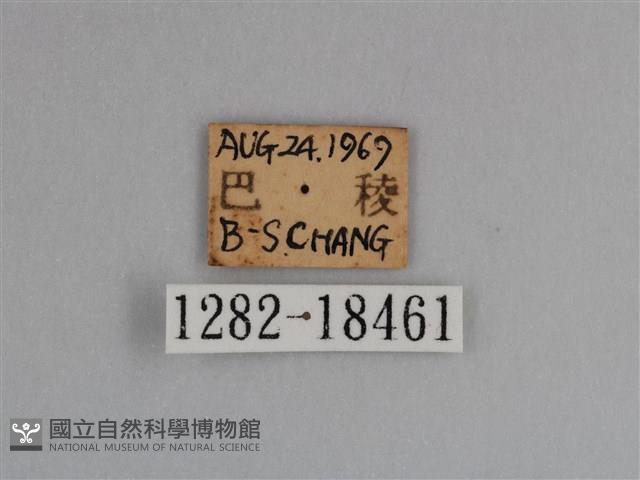 AUG.24.1969
巴 稜
B-S.CHANG
1282-18461
國立自然科學博物館
NATIONAL MUSEUM OF NATURAL SCIENCE